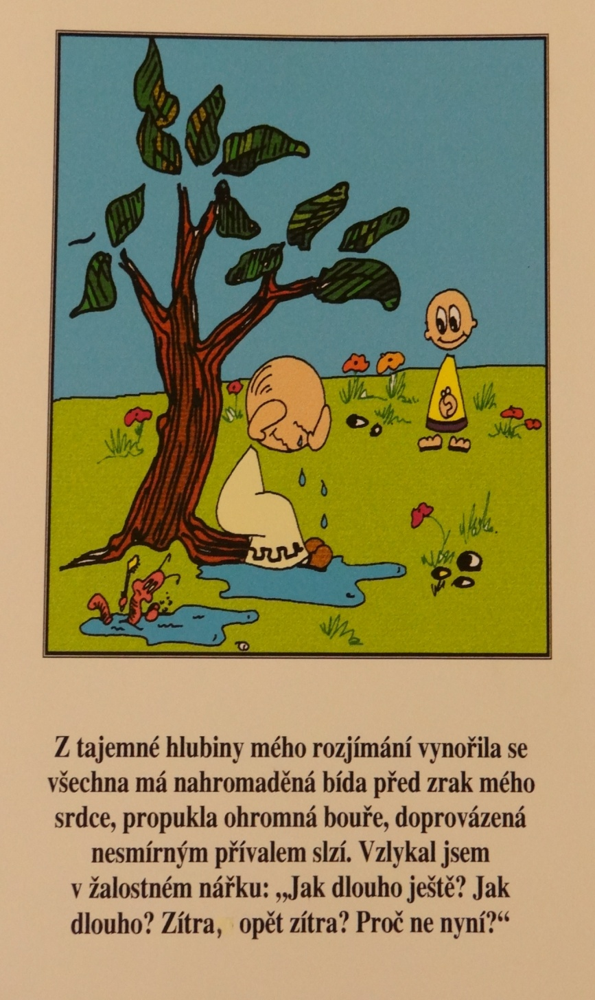 Z tajemné hlubiny mého rozjímání vynořila se
všechna má nahromaděná bída před zrak mého
srdce, propukla ohromná bouře, doprovázená
nesmírným přívalem slzí. Vzlykal jsem
v žalostném nářku: „Jak dlouho ještě? Jak
dlouho? Zítra, opět zítra? Proč ne nyní?“